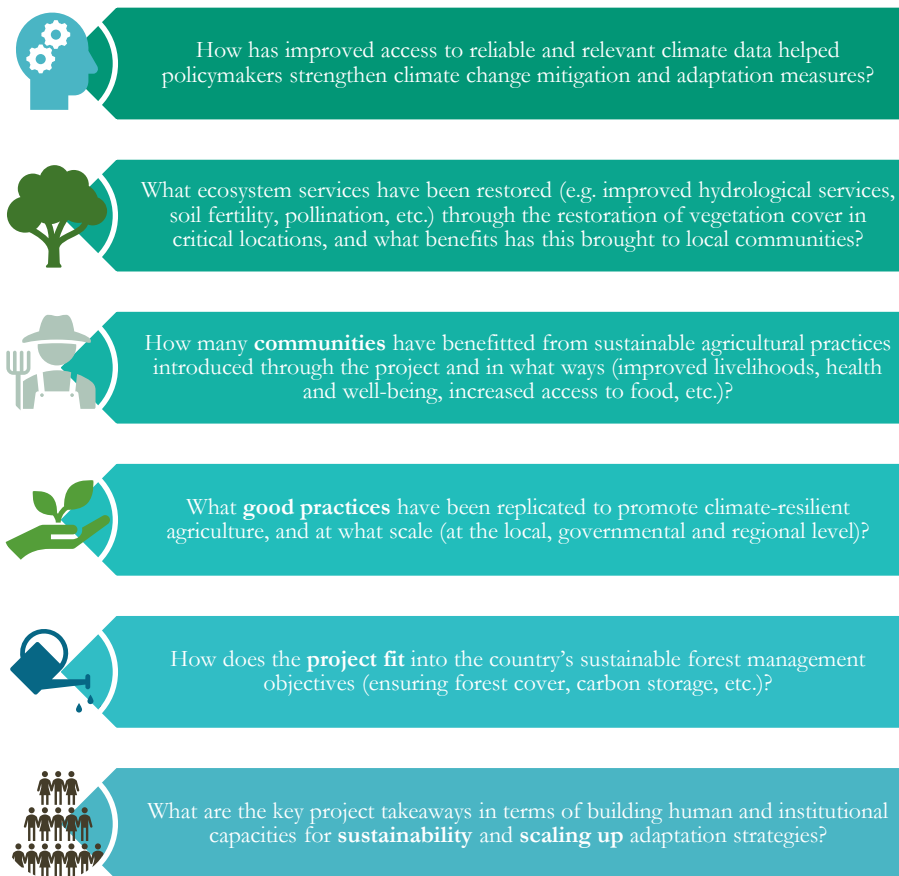 How has improved access to reliable and relevant climate data helped
policymakers strengthen climate change mitigation and adaptation measures?
What ecosystem services have been restored (e.g. improved hydrological services,
soil fertility, pollination, etc.) through the restoration of vegetation cover in
critical locations, and what benefits has this brought to local communities?
How many communities have benefitted from sustainable agricultural practices
introduced through the project and in what ways (improved livelihoods, health
and well-being, increased access to food, etc.)?
What good practices have been replicated to promote climate-resilient
agriculture, and at what scale (at the local, governmental and regional level)?
How does the project fit into the country’s sustainable forest management
objectives (ensuring forest cover, carbon storage, etc.)?
What are the key project takeaways in terms of building human and institutional
capacities for sustainability and scaling up adaptation strategies?